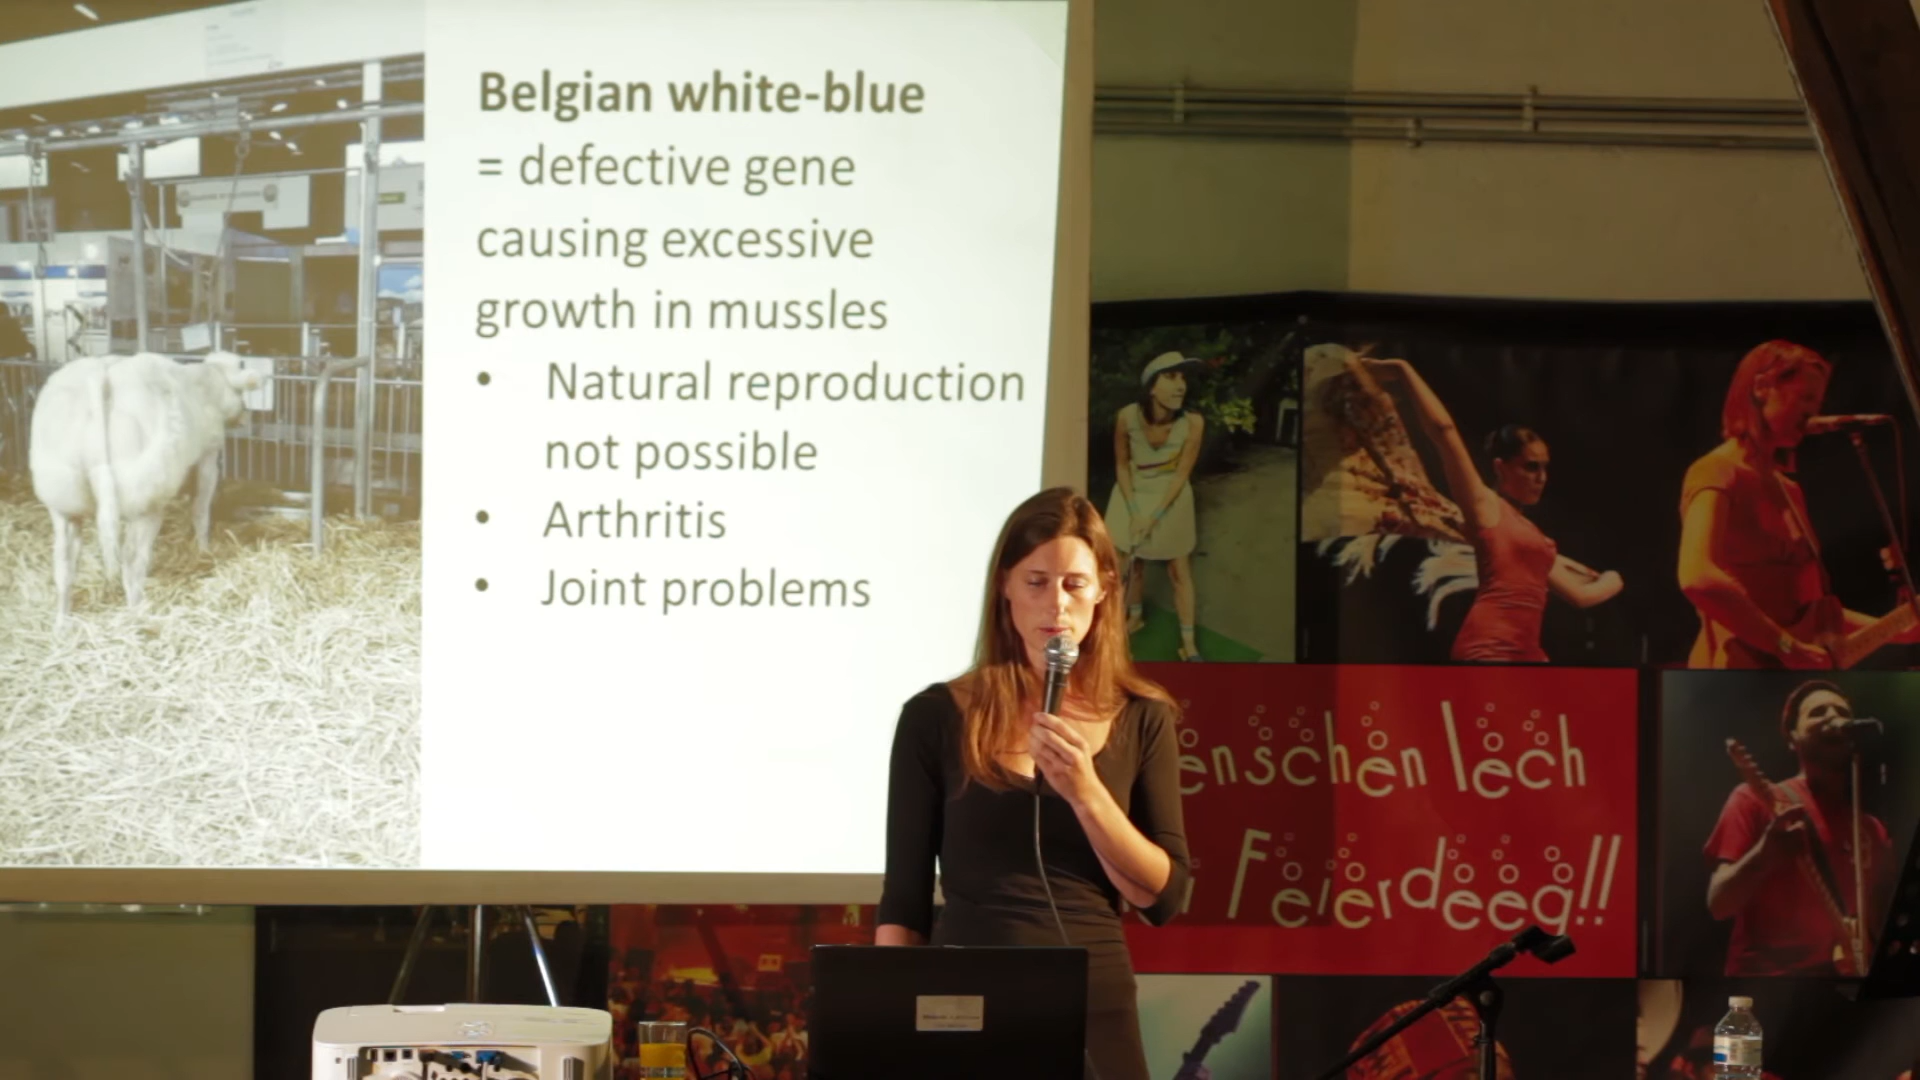 Belgian white-blue
= defective gene
causing excessive
growth in mussles
• Natural reproduction
not possible
• Arthritis
• Joint problems
enschen lech
i Feierdeeg!!